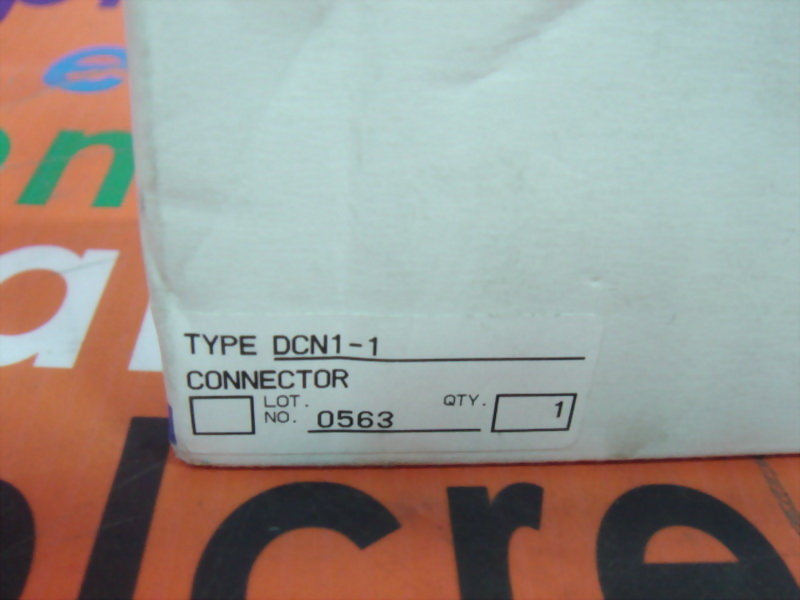 TYPE DCN1-1
CONNECTOR
LOT. NO. 0563 QTY. 1